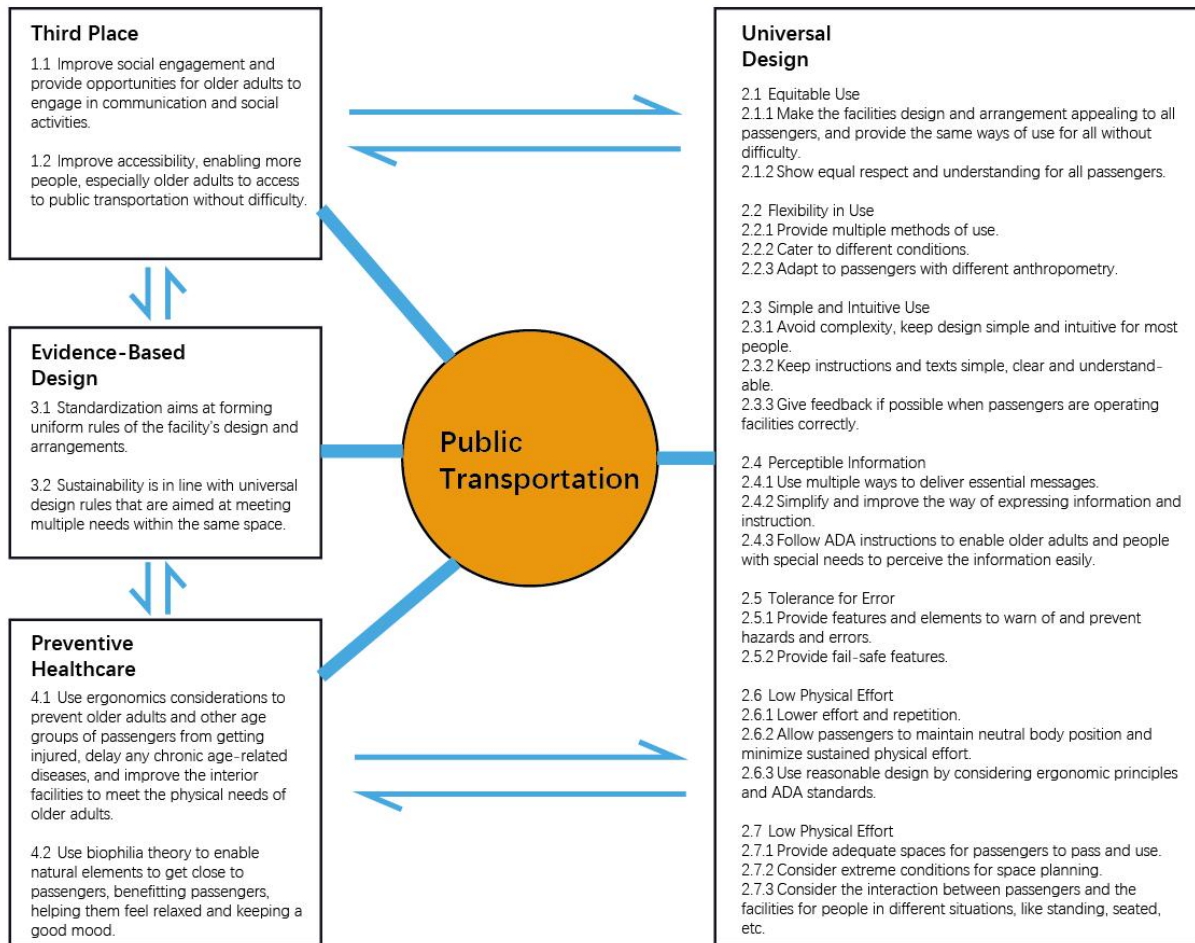 Third Place
1.1 Improve social engagement and
provide opportunities for older adults to
engage in communication and social
activities.
1.2 Improve accessibility, enabling more
people, especially older adults to access
to public transportation without difficulty.
Evidence-Based
Design
3.1 Standardization aims at forming
uniform rules of the facility's design and
arrangements.
3.2 Sustainability is in line with universal
design rules that are aimed at meeting
multiple needs within the same space.
Preventive
Healthcare
4.1 Use ergonomics considerations to
prevent older adults and other age
groups of passengers from getting
injured, delay any chronic age-related
diseases, and improve the interior
facilities to meet the physical needs of
older adults.
4.2 Use biophilia theory to enable
natural elements to get close to
passengers, benefitting passengers,
helping them feel relaxed and keeping a
good mood.
Public
Transportation
Universal
Design
2.1 Equitable Use
2.1.1 Make the facilities design and arrangement appealing to all
passengers, and provide the same ways of use for all without
difficulty.
2.1.2 Show equal respect and understanding for all passengers.
2.2 Flexibility in Use
2.2.1 Provide multiple methods of use.
2.2.2 Cater to different conditions.
2.2.3 Adapt to passengers with different anthropometry.
2.3 Simple and Intuitive Use
2.3.1 Avoid complexity, keep design simple and intuitive for most
people.
2.3.2 Keep instructions and texts simple, clear and understand-
able.
2.3.3 Give feedback if possible when passengers are operating
facilities correctly.
2.4 Perceptible Information
2.4.1 Use multiple ways to deliver essential messages.
2.4.2 Simplify and improve the way of expressing information and
instruction.
2.4.3 Follow ADA instructions to enable older adults and people
with special needs to perceive the information easily.
2.5 Tolerance for Error
2.5.1 Provide features and elements to warn of and prevent
hazards and errors.
2.5.2 Provide fail-safe features.
2.6 Low Physical Effort
2.6.1 Lower effort and repetition.
2.6.2 Allow passengers to maintain neutral body position and
minimize sustained physical effort.
2.6.3 Use reasonable design by considering ergonomic principles
and ADA standards.
2.7 Low Physical Effort
2.7.1 Provide adequate spaces for passengers to pass and use.
2.7.2 Consider extreme conditions for space planning.
2.7.3 Consider the interaction between passengers and the
facilities for people in different situations, like standing, seated,
etc.